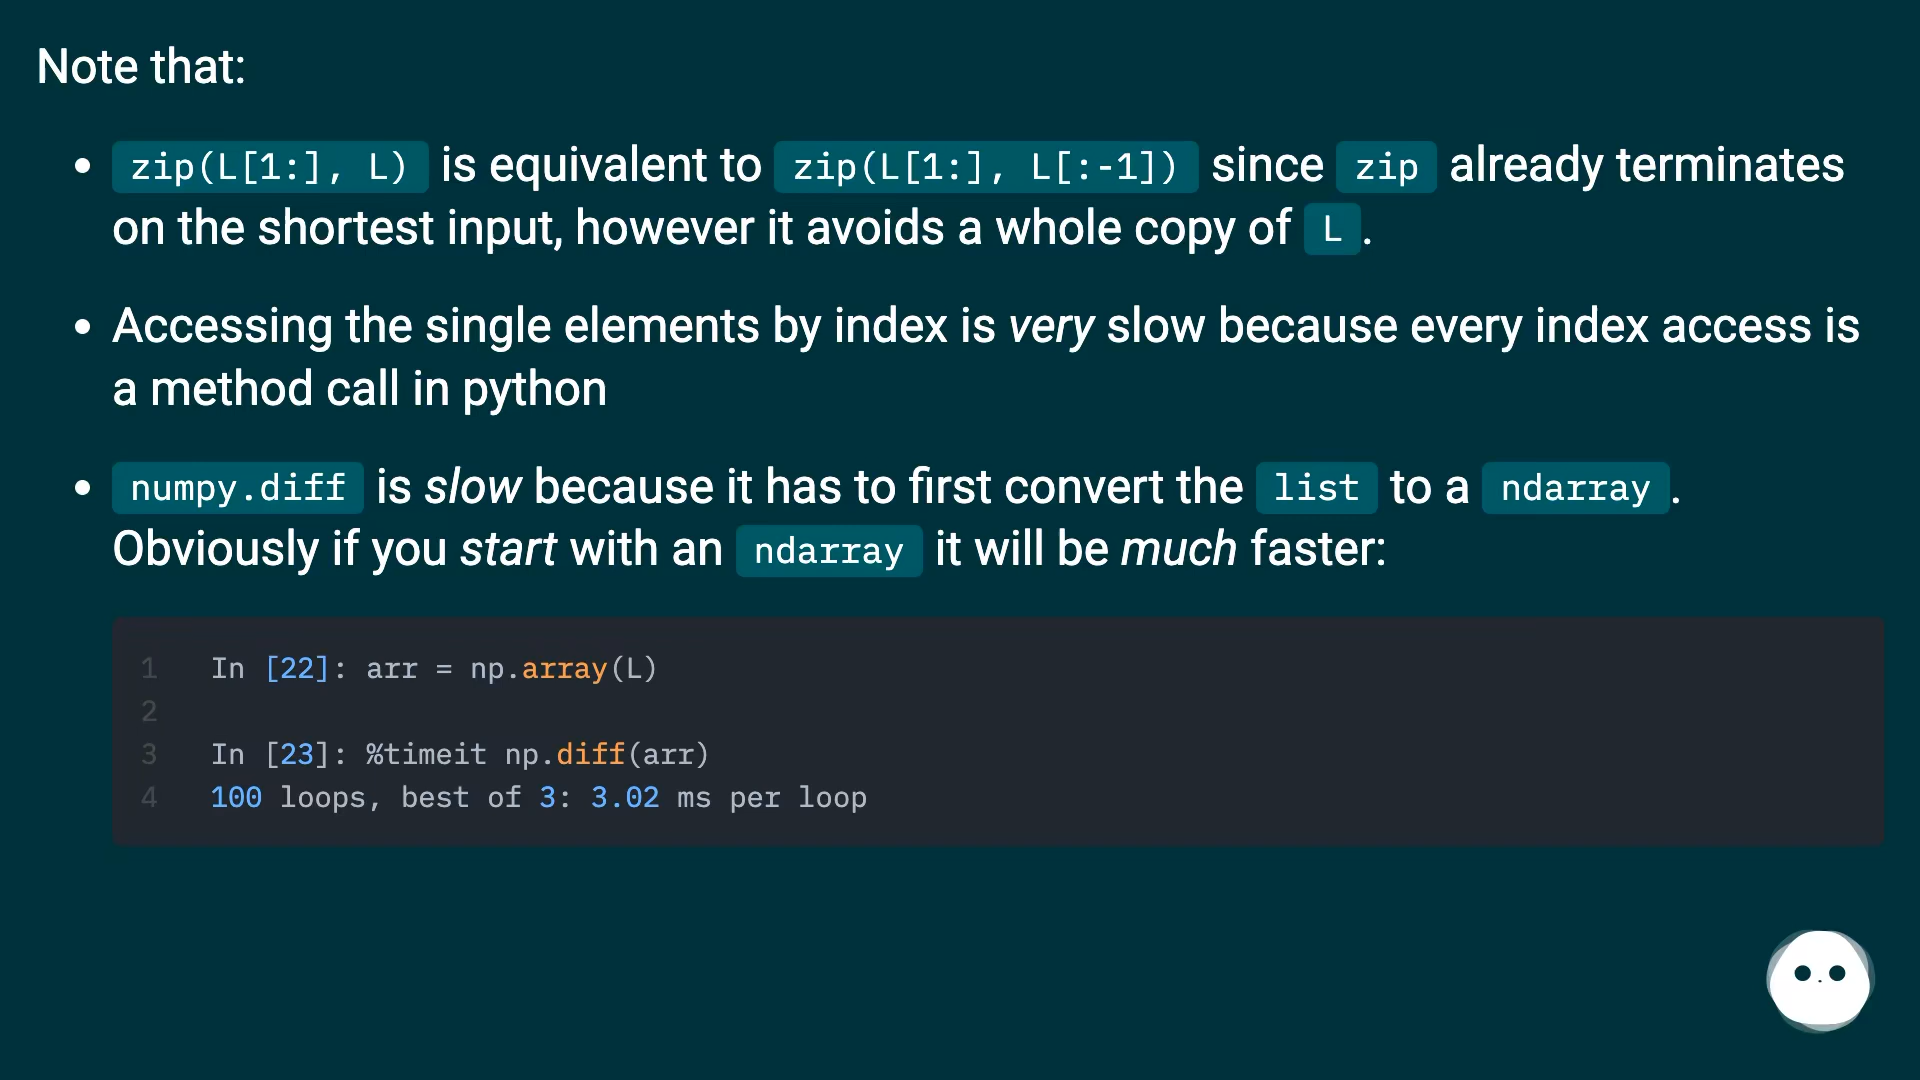 Note that:
• zip(L[1:], L) is equivalent to zip(L[1:], L[:-1]) since zip already terminates
on the shortest input, however it avoids a whole copy of L .
• Accessing the single elements by index is very slow because every index access is
a method call in python
• numpy.diff is slow because it has to first convert the list to a ndarray .
Obviously if you start with an ndarray it will be much faster:
1 In [22]: arr = np.array(L)
2
3 In [23]: %timeit np.diff(arr)
4 100 loops, best of 3: 3.02 ms per loop